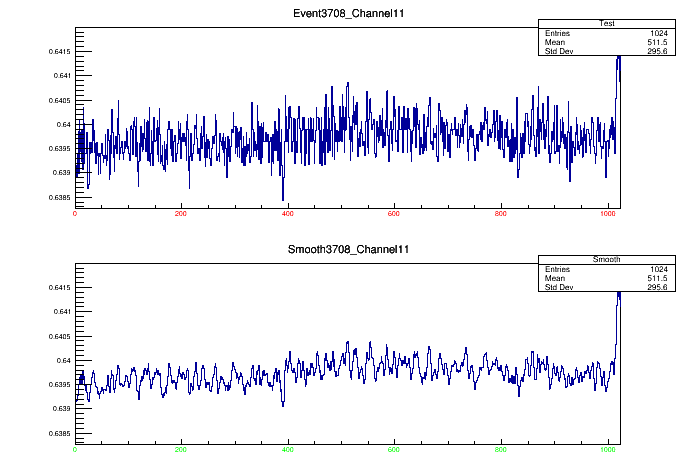 Event3708_Channel11
Test
Entries 1024
Mean 511.5
Std Dev 295.6
0.6415
0.641
0.6405
0.64
0.6395
0.639
0.6385
0 200 400 600 800 1000
Smooth3708_Channel11
Smooth
Entries 1024
Mean 511.5
Std Dev 295.6
0.6415
0.641
0.6405
0.64
0.6395
0.639
0.6385
0 200 400 600 800 1000